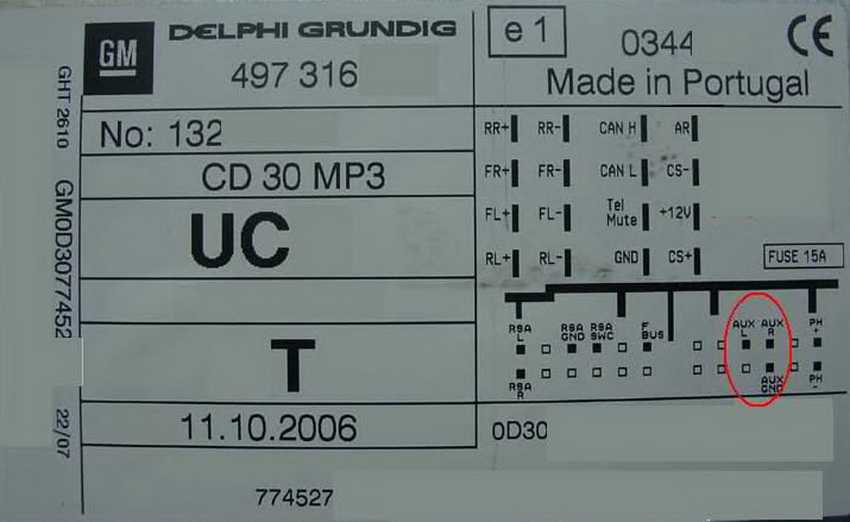 GM
DELPHI GRUNDIG
497 316
e 1
0344
CE
Made in Portugal
GHT 2610
GM0D3077452
22/07
No: 132
CD 30 MP3
UC
T
11.10.2006
774527
RR+ RR- CAN H AR
FR+ FR- CAN L CS-
FL+ FL- Tel Mute +12V
RL+ RL- GND CS+
FUSE 15A
RSA L
RSA GND
RSA SWC
F BUS
AUX L
AUX R
PH +
RSA R
AUX GND
PH -
0D30